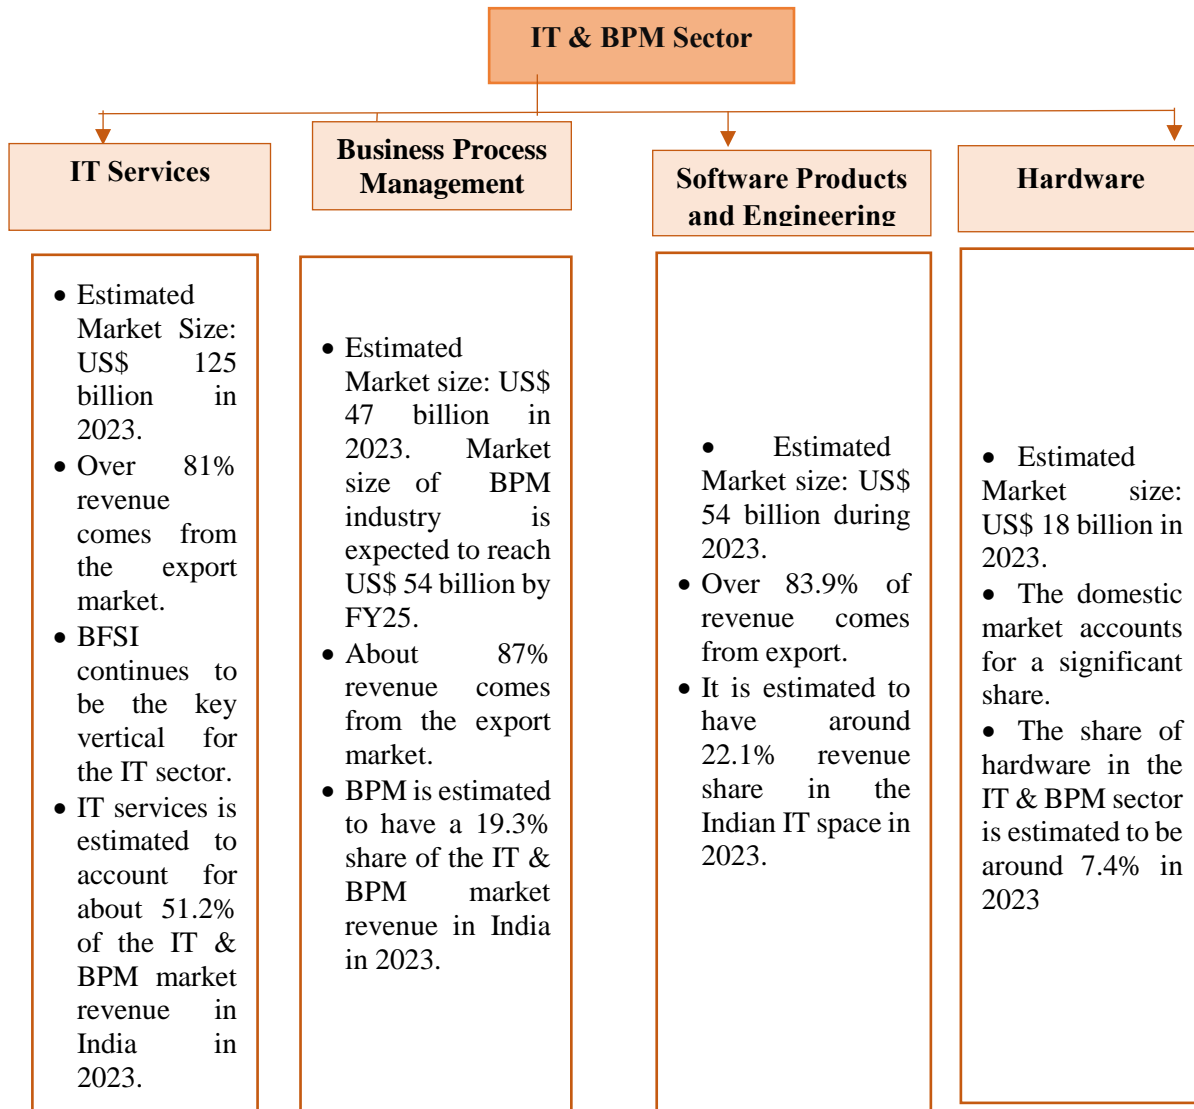 IT & BPM Sector
IT Services
Business Process
Management
Software Products
and Engineering
Hardware
• Estimated
Market Size:
US$ 125
billion in
2023.
• Over 81%
revenue
comes from
the export
market.
• BFSI
continues to
be the key
vertical for
the IT sector.
• IT services is
estimated to
account for
about 51.2%
of the IT &
BPM market
revenue in
India in
2023.
• Estimated
Market size: US$
47 billion in
2023. Market
size of BPM
industry is
expected to reach
US$ 54 billion by
FY25.
• About 87%
revenue comes
from the export
market.
• BPM is estimated
to have a 19.3%
share of the IT &
BPM market
revenue in India
in 2023.
• Estimated
Market size: US$
54 billion during
2023.
• Over 83.9% of
revenue comes
from export.
• It is estimated to
have around
22.1% revenue
share in the
Indian IT space in
2023.
• Estimated
Market size:
US$ 18 billion in
2023.
• The domestic
market accounts
for a significant
share.
• The share of
hardware in the
IT & BPM sector
is estimated to be
around 7.4% in
2023